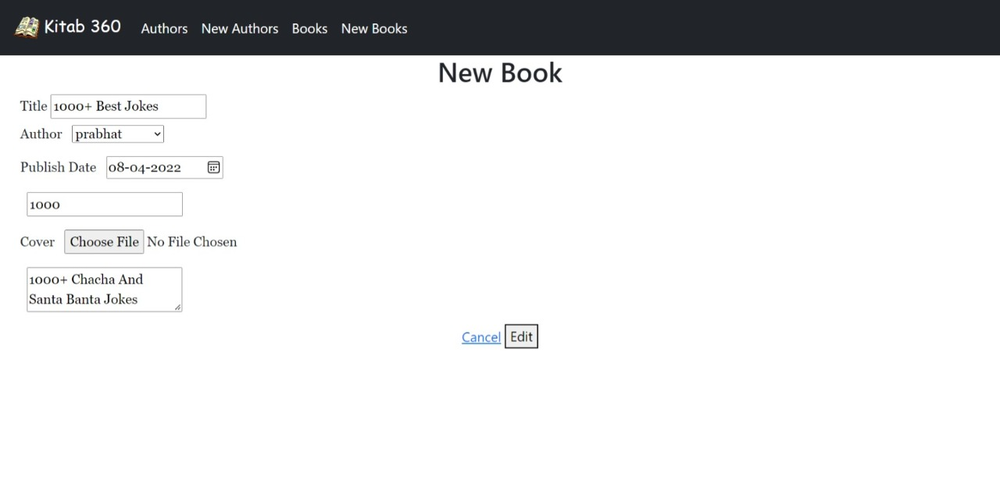 Kitab 360 Authors New Authors Books New Books
New Book
Title 1000+ Best Jokes
Author prabhat
Publish Date 08-04-2022
1000
Cover Choose File No File Chosen
1000+ Chacha And
Santa Banta Jokes
Cancel Edit